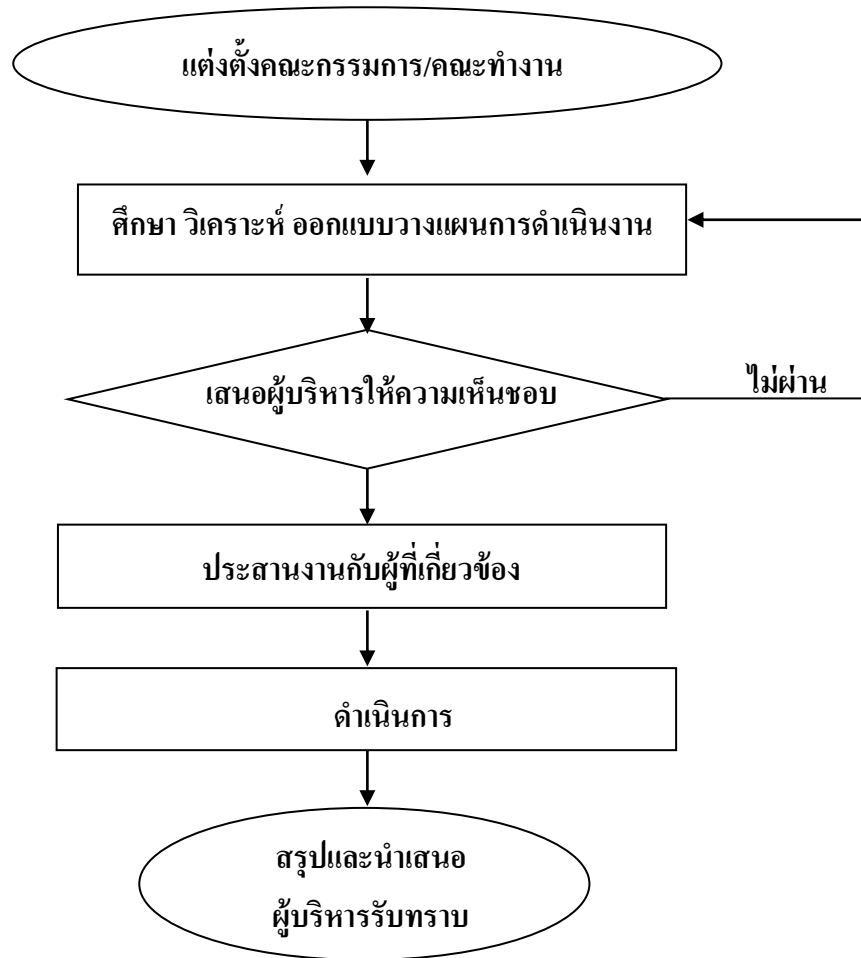 แต่งตั้งคณะกรรมการ/คณะทำงาน
ศึกษา วิเคราะห์ ออกแบบวางแผนการดำเนินงาน
เสนอผู้บริหารให้ความเห็นชอบ
ไม่ผ่าน
ประสานงานกับผู้ที่เกี่ยวข้อง
ดำเนินการ
สรุปและนำเสนอ
ผู้บริหารรับทราบ